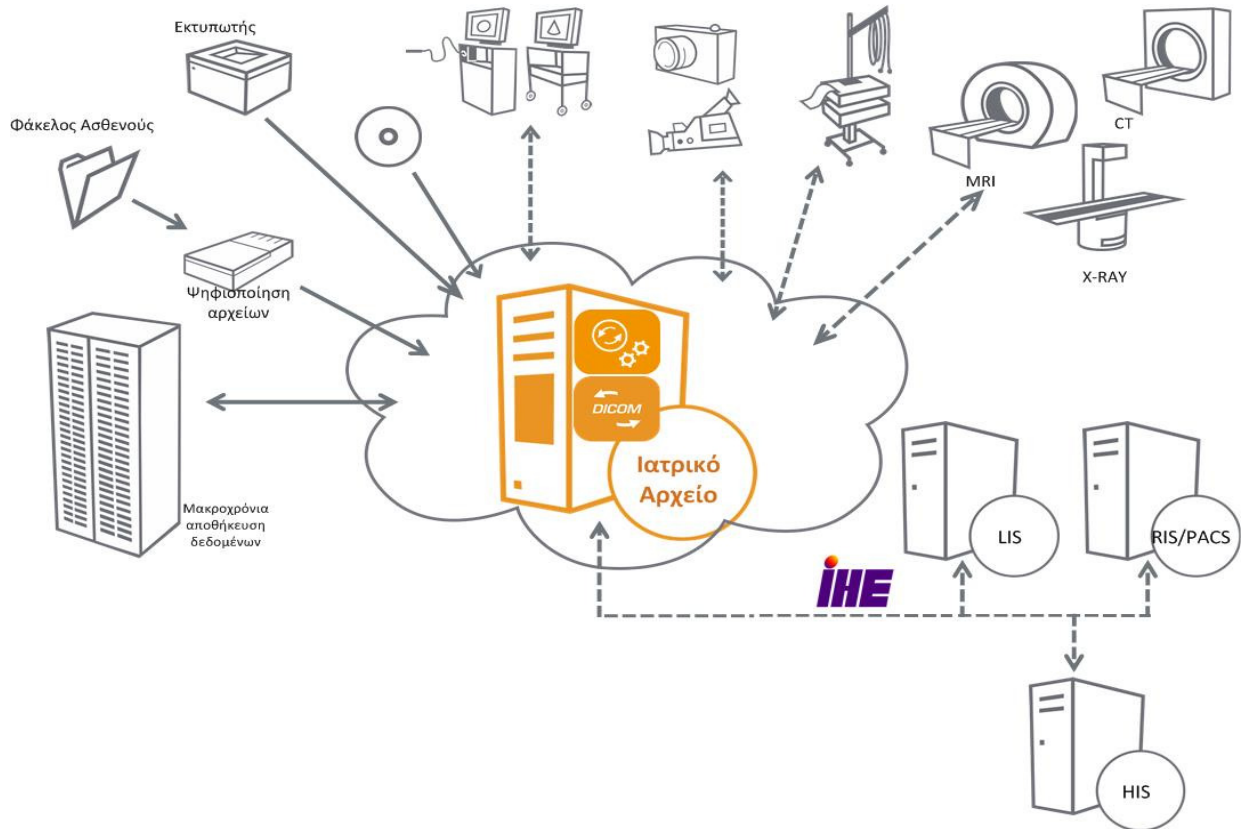 Εκτυπωτής
Φάκελος Ασθενούς
CT
MRI
X-RAY
Ψηφιοποίηση
αρχείων
DICOM
Ιατρικό
Αρχείο
Μακροχρόνια
αποθήκευση
δεδομένων
LIS
RIS/PACS
IHE
HIS